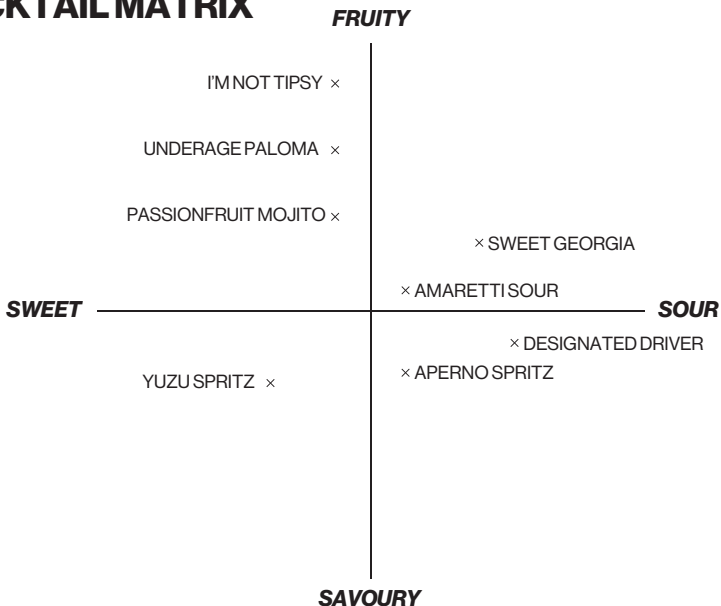 CKTAIL MATRIX
FRUITY
I'M NOT TIPSY ×
UNDERAGE PALOMA ×
PASSIONFRUIT MOJITO ×
× SWEET GEORGIA
× AMARETTI SOUR
SWEET
SOUR
× DESIGNATED DRIVER
× APERNO SPRITZ
YUZU SPRITZ ×
SAVOURY